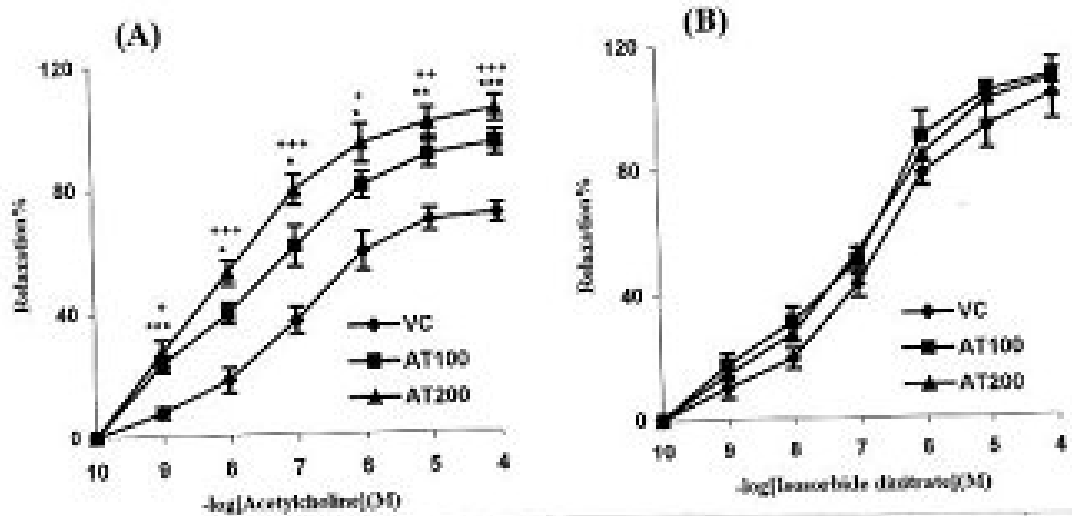 (A)
120
80
40
0
Relaxation%
+++
***
++
**
+
*
+++
*
+++
*
+
***
VC
AT100
AT200
10 9 8 7 6 5 4
-log[Acetylcholine](M)
(B)
120
80
40
0
Relaxation%
VC
AT100
AT200
10 9 8 7 6 5 4
dinitrate](M)